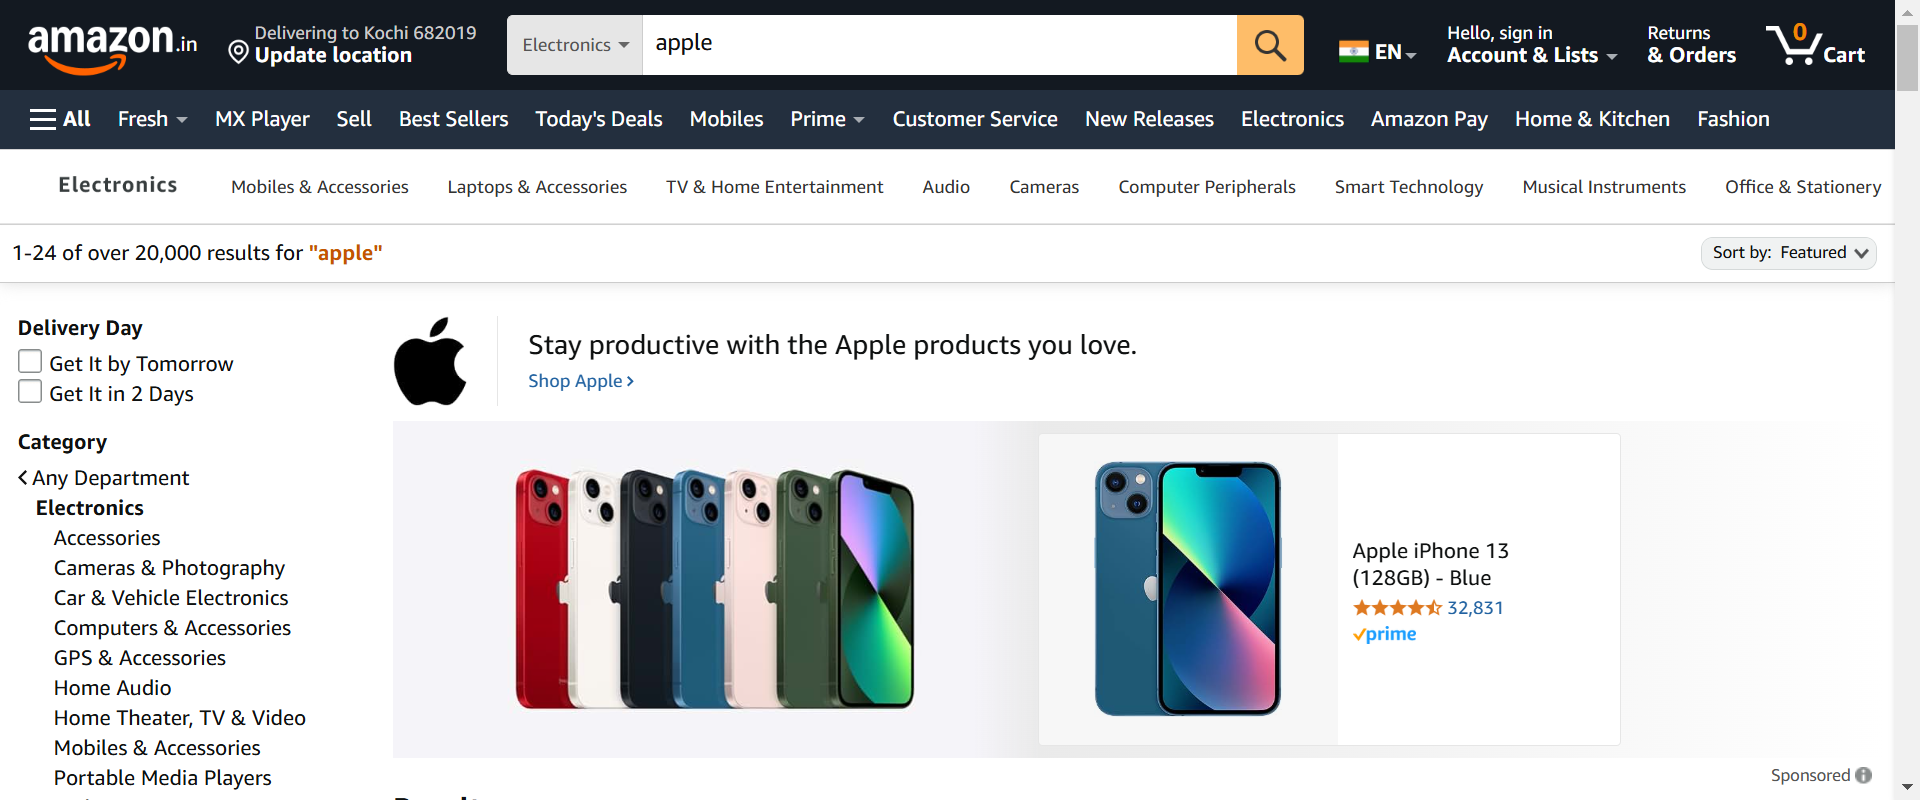 amazon.in
Delivering to Kochi 682019
Update location
Electronics
apple
EN
Hello, sign in
Account & Lists
Returns
& Orders
0
Cart
All Fresh MX Player Sell Best Sellers Today's Deals Mobiles Prime Customer Service New Releases Electronics Amazon Pay Home & Kitchen Fashion
Electronics Mobiles & Accessories Laptops & Accessories TV & Home Entertainment Audio Cameras Computer Peripherals Smart Technology Musical Instruments Office & Stationery
1-24 of over 20,000 results for "apple"
Sort by: Featured
Delivery Day
Get It by Tomorrow
Get It in 2 Days
Category
Any Department
Electronics
Accessories
Cameras & Photography
Car & Vehicle Electronics
Computers & Accessories
GPS & Accessories
Home Audio
Home Theater, TV & Video
Mobiles & Accessories
Portable Media Players
Stay productive with the Apple products you love.
Shop Apple
Apple iPhone 13
(128GB) - Blue
32,831
prime
Sponsored